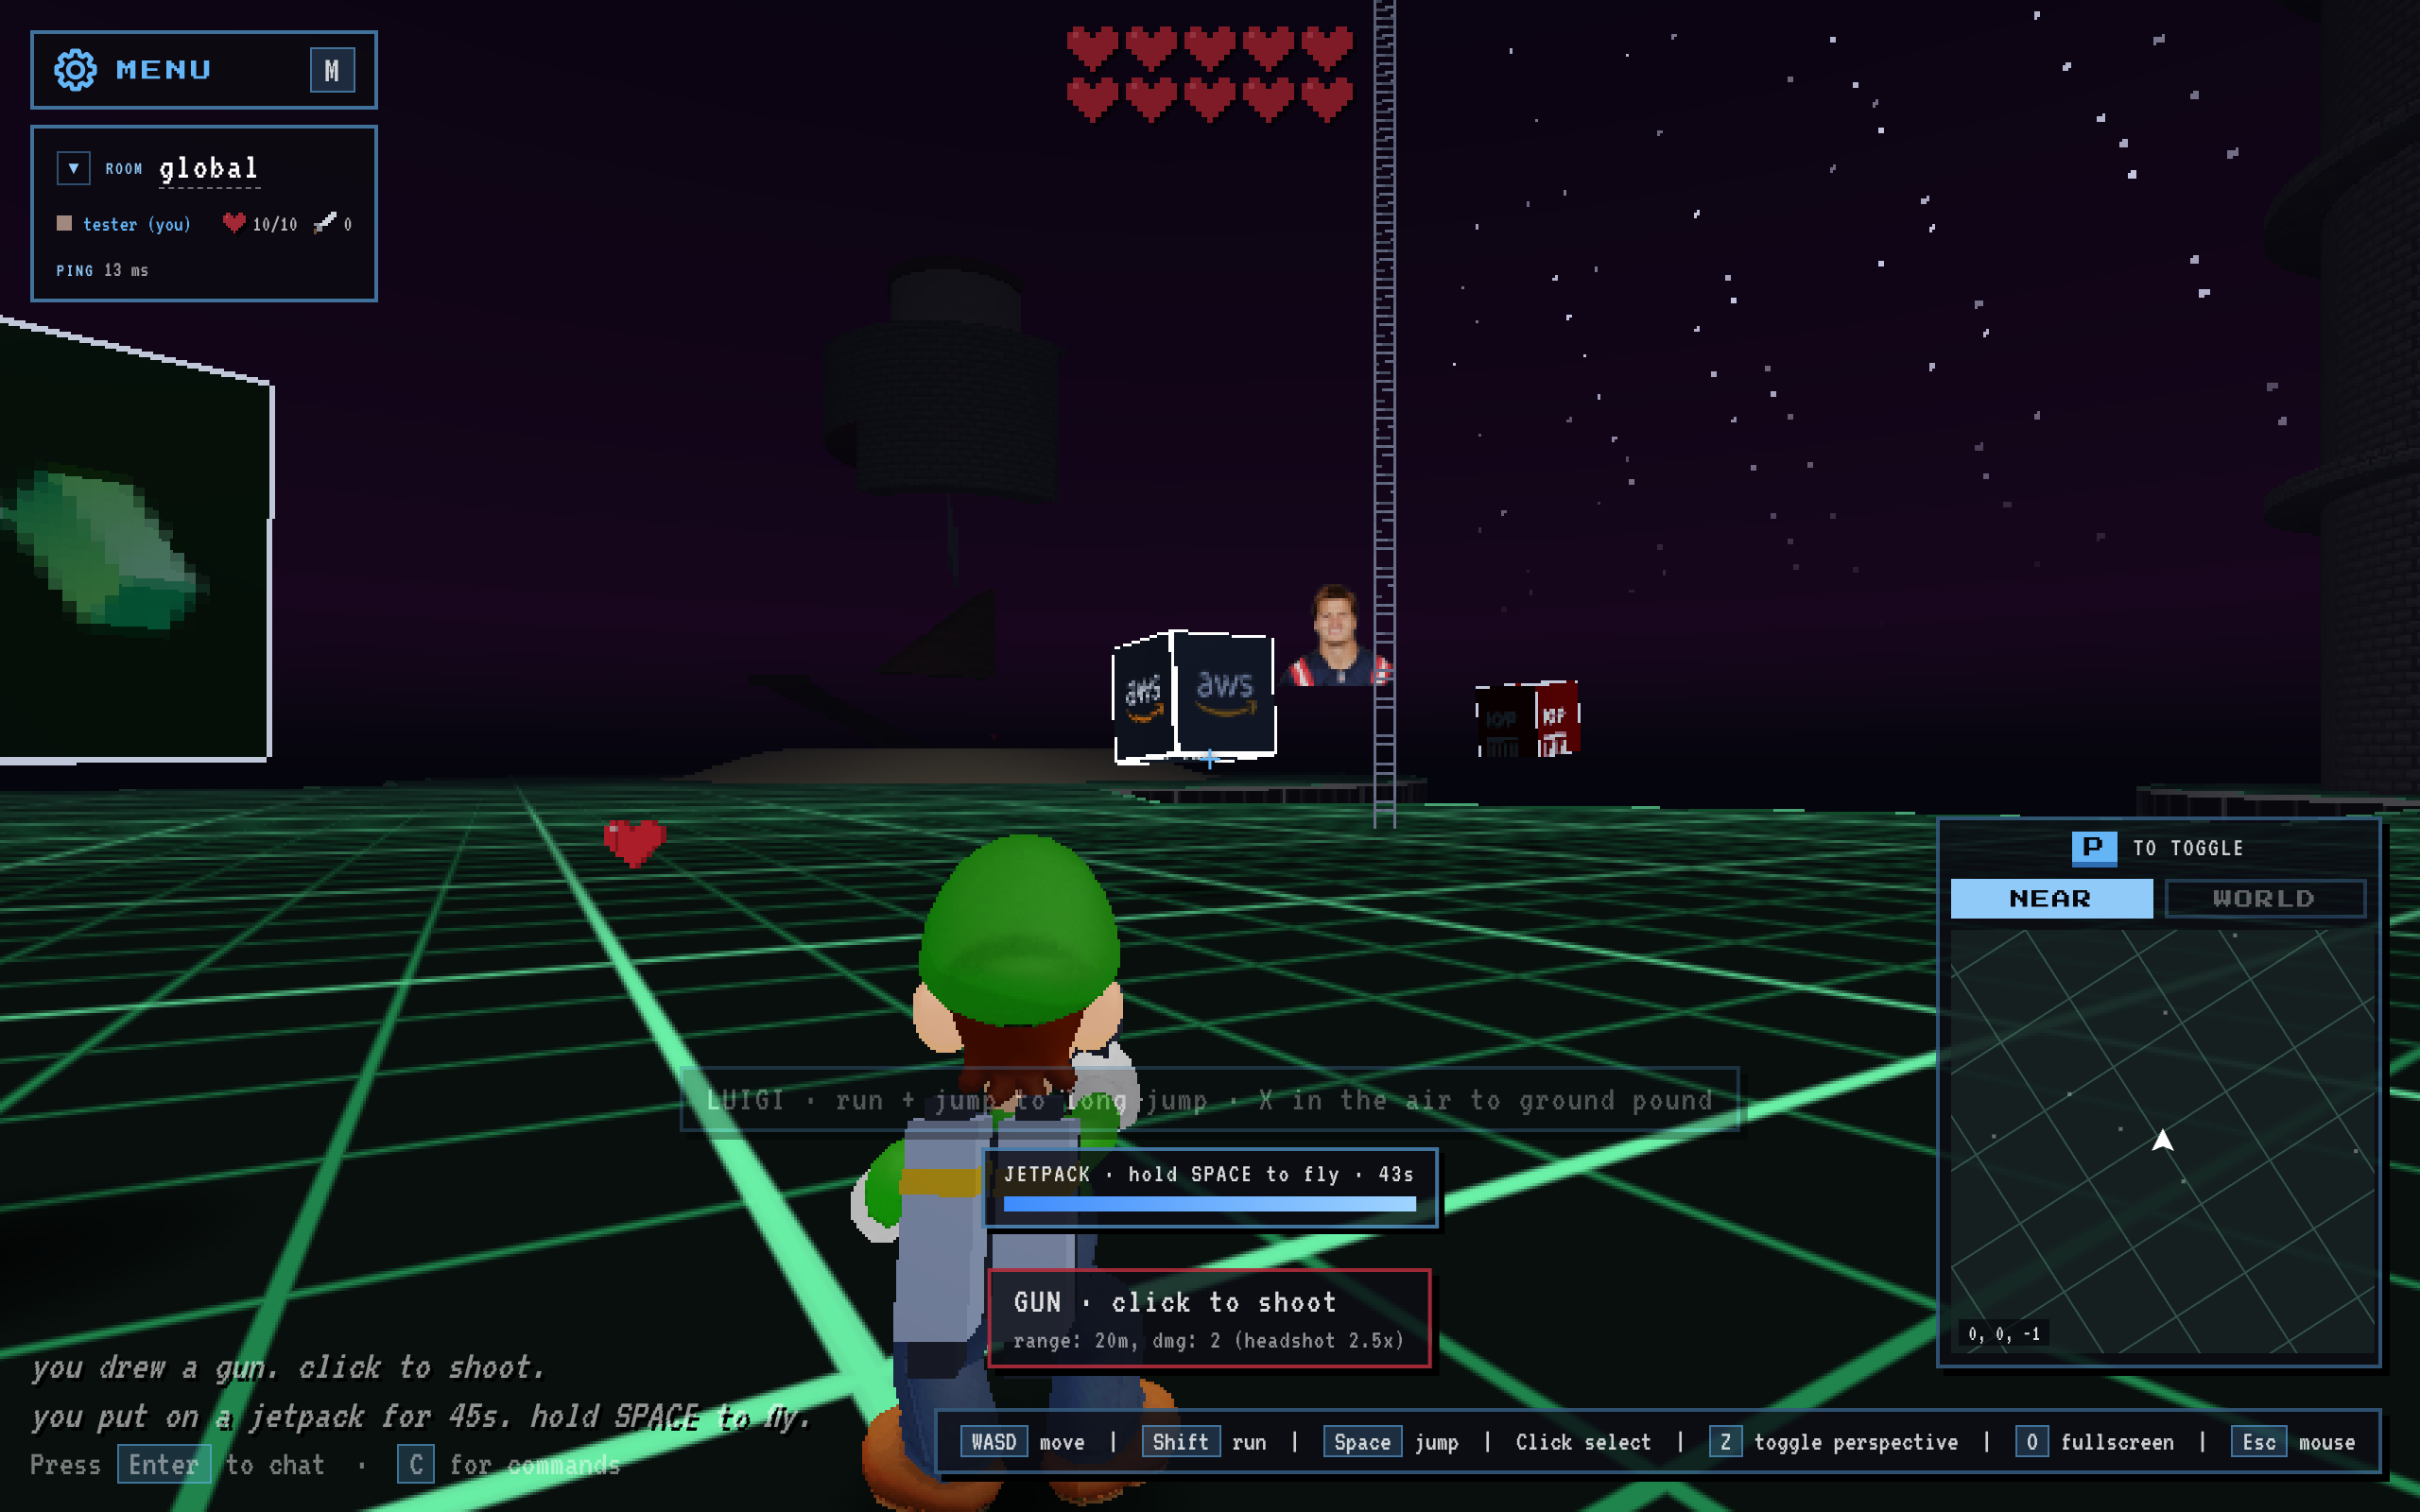 MENU M
▼ ROOM global
tester (you) 10/10 0
PING 13 ms
aws aws
P TO TOGGLE
NEAR WORLD
LUIGI · run + jump to long jump · X in the air to ground pound
JETPACK · hold SPACE to fly · 43s
GUN · click to shoot
range: 20m, dmg: 2 (headshot 2.5x)
0, 0, -1
you drew a gun. click to shoot.
you put on a jetpack for 45s. hold SPACE to fly.
Press Enter to chat · C for commands
WASD move | Shift run | Space jump | Click select | Z toggle perspective | O fullscreen | Esc mouse